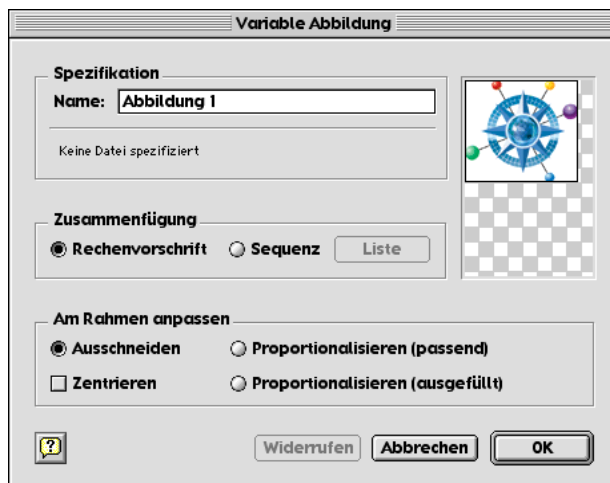 Variable Abbildung
Spezifikation
Name: Abbildung 1
Keine Datei spezifiziert
Zusammenfügung
Rechenvorschrift Sequenz Liste
Am Rahmen anpassen
Ausschneiden Proportionalisieren (passend)
Zentrieren Proportionalisieren (ausgefüllt)
? Widerrufen Abbrechen OK